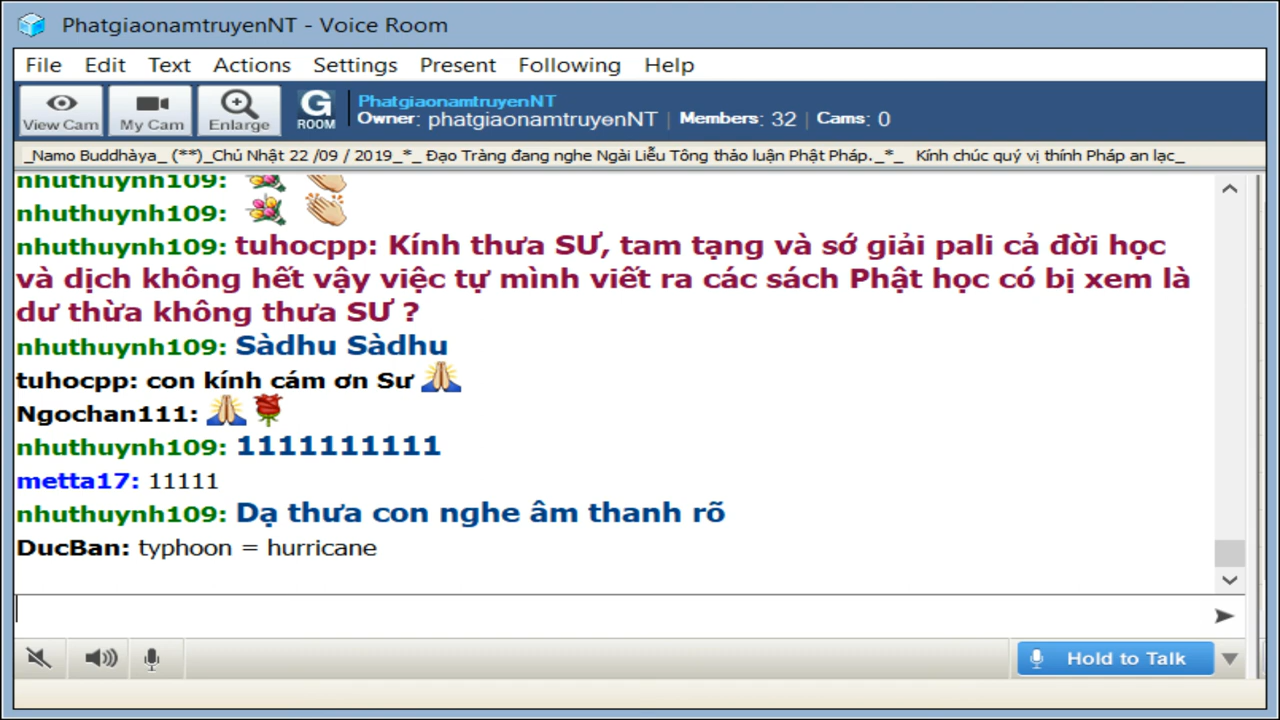 PhatgiaonamtruyenNT - Voice Room
File Edit Text Actions Settings Present Following Help
View Cam My Cam Enlarge G ROOM
PhatgiaonamtruyenNT
Owner: phatgiaonamtruyenNT | Members: 32 | Cams: 0
_Namo Buddhàya_ (**)_Chủ Nhật 22 /09 / 2019_*_ Đạo Tràng đang nghe Ngài Liễu Tông thảo luận Phật Pháp._*_ Kính chúc quý vị thính Pháp an lạc_
nhuthuynh109:
nhuthuynh109:
nhuthuynh109: tuhocpp: Kính thưa SƯ, tam tạng và sớ giải pali cả đời học
và dịch không hết vậy việc tự mình viết ra các sách Phật học có bị xem là
dư thừa không thưa SƯ ?
nhuthuynh109: Sàdhu Sàdhu
tuhocpp: con kính cám ơn Sư
Ngochan111:
nhuthuynh109: 1111111111
metta17: 11111
nhuthuynh109: Dạ thưa con nghe âm thanh rõ
DucBan: typhoon = hurricane
Hold to Talk